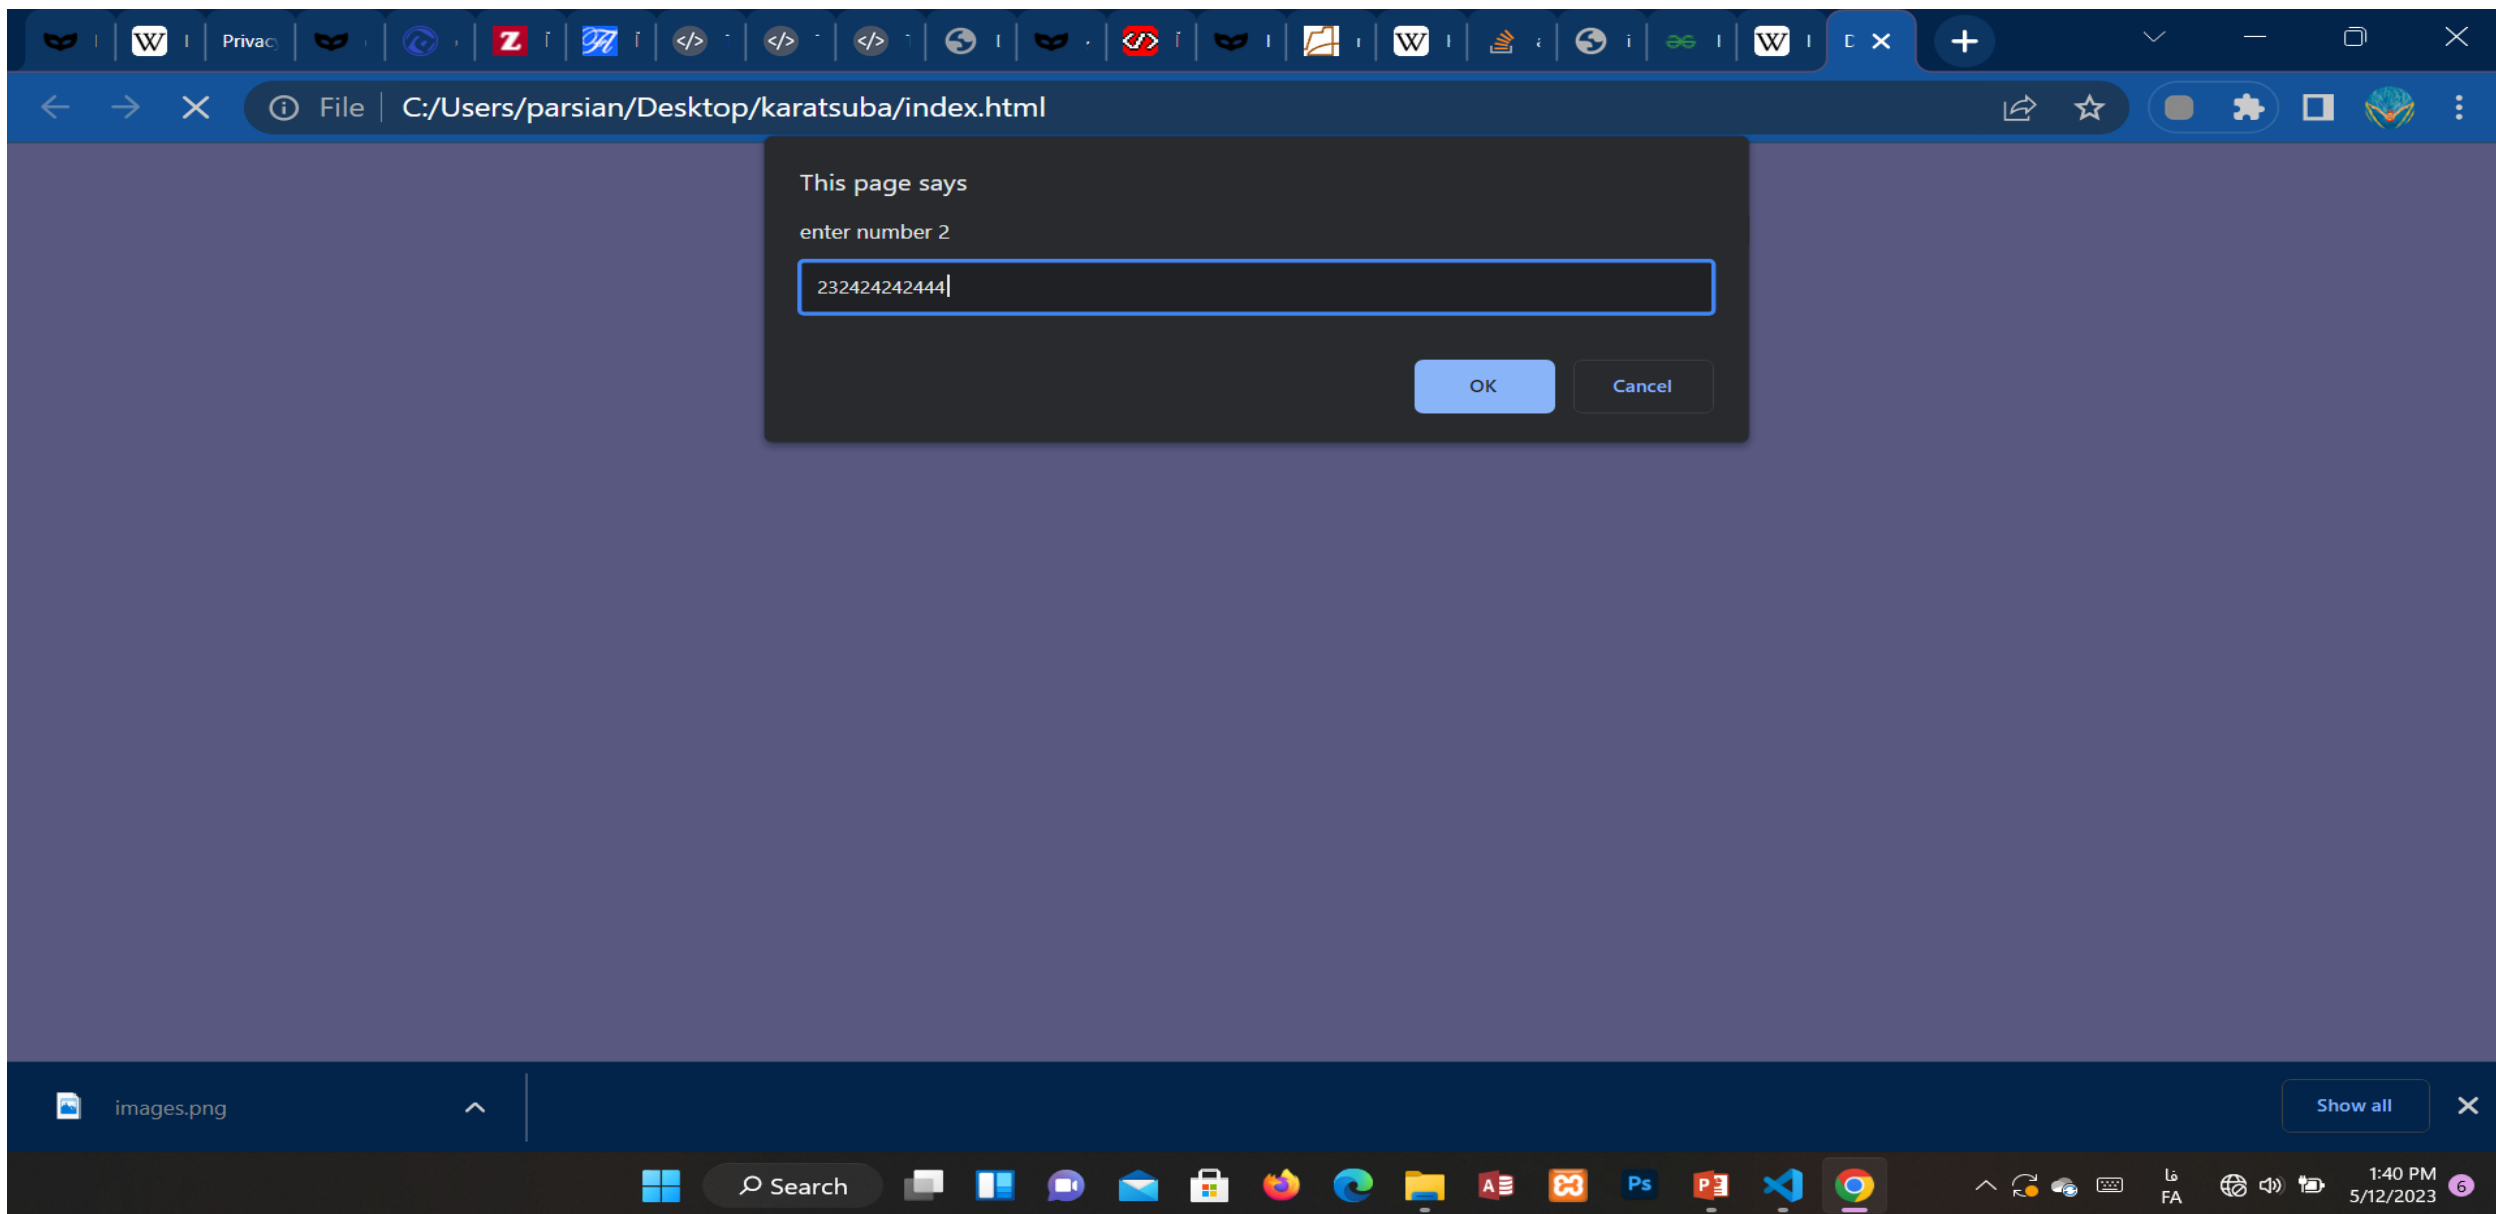 Privac
File
C:/Users/parsian/Desktop/karatsuba/index.html
This page says
enter number 2
232424242444
OK
Cancel
images.png
Show all
Search
فا
FA
1:40 PM
5/12/2023
6